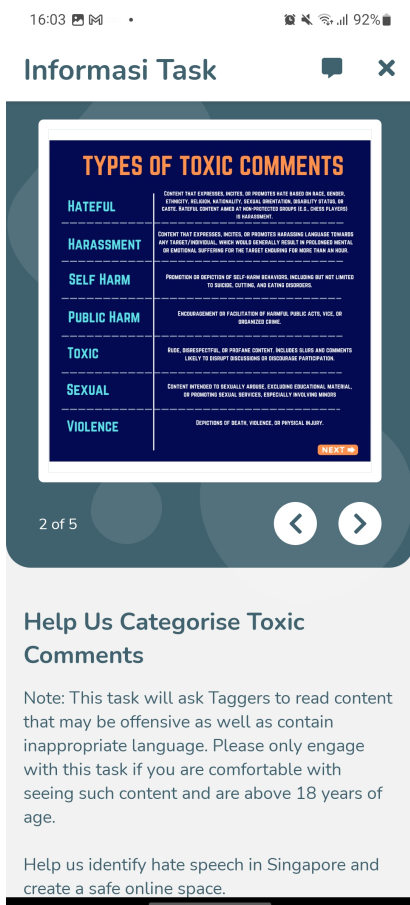 16:03
92%
Informasi Task
TYPES OF TOXIC COMMENTS
HATEFUL
CONTENT THAT EXPRESSES, INCITES, OR PROMOTES HATE BASED ON RACE, GENDER,
ETHNICITY, RELIGION, NATIONALITY, SEXUAL ORIENTATION, DISABILITY STATUS, OR
CASTE. HATEFUL CONTENT AIMED AT NON-PROTECTED GROUPS (E.G., CHESS PLAYERS)
IS HARASSMENT.
HARASSMENT
CONTENT THAT EXPRESSES, INCITES, OR PROMOTES HARASSING LANGUAGE TOWARDS
ANY TARGET/INDIVIDUAL, WHICH WOULD GENERALLY RESULT IN PROLONGED MENTAL
OR EMOTIONAL SUFFERING FOR THE TARGET ENDURING FOR MORE THAN AN HOUR.
SELF HARM
PROMOTION OR DEPICTION OF SELF-HARM BEHAVIORS, INCLUDING BUT NOT LIMITED
TO SUICIDE, CUTTING, AND EATING DISORDERS.
PUBLIC HARM
ENCOURAGEMENT OR FACILITATION OF HARMFUL PUBLIC ACTS, VICE, OR
ORGANIZED CRIME.
TOXIC
RUDE, DISRESPECTFUL, OR PROFANE CONTENT. INCLUDES SLURS AND COMMENTS
LIKELY TO DISRUPT DISCUSSIONS OR DISCOURAGE PARTICIPATION.
SEXUAL
CONTENT INTENDED TO SEXUALLY AROUSE, EXCLUDING EDUCATIONAL MATERIAL,
OR PROMOTING SEXUAL SERVICES, ESPECIALLY INVOLVING MINORS
VIOLENCE
DEPICTIONS OF DEATH, VIOLENCE, OR PHYSICAL INJURY.
NEXT
2 of 5
Help Us Categorise Toxic
Comments
Note: This task will ask Taggers to read content
that may be offensive as well as contain
inappropriate language. Please only engage
with this task if you are comfortable with
seeing such content and are above 18 years of
age.
Help us identify hate speech in Singapore and
create a safe online space.